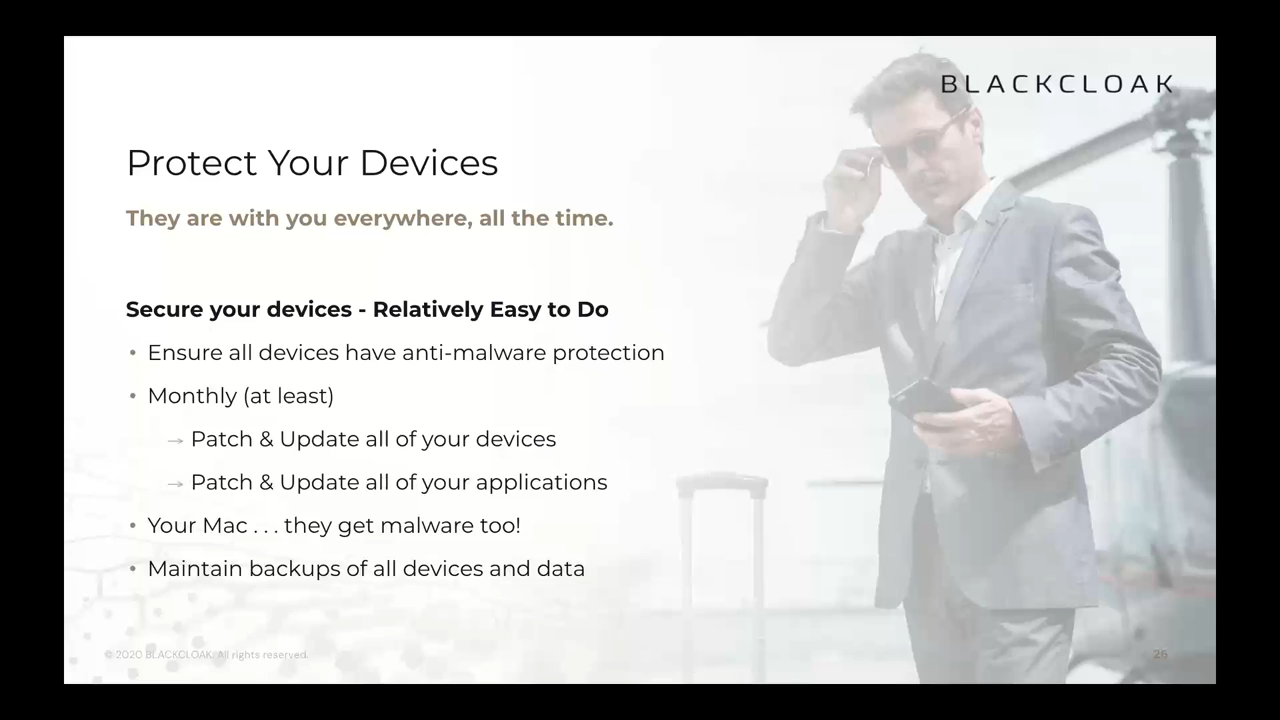 BLACKCLOAK
Protect Your Devices
They are with you everywhere, all the time.
Secure your devices - Relatively Easy to Do
• Ensure all devices have anti-malware protection
• Monthly (at least)
→ Patch & Update all of your devices
→ Patch & Update all of your applications
• Your Mac . . . they get malware too!
• Maintain backups of all devices and data
© 2020 BLACKCLOAK. All rights reserved.
26